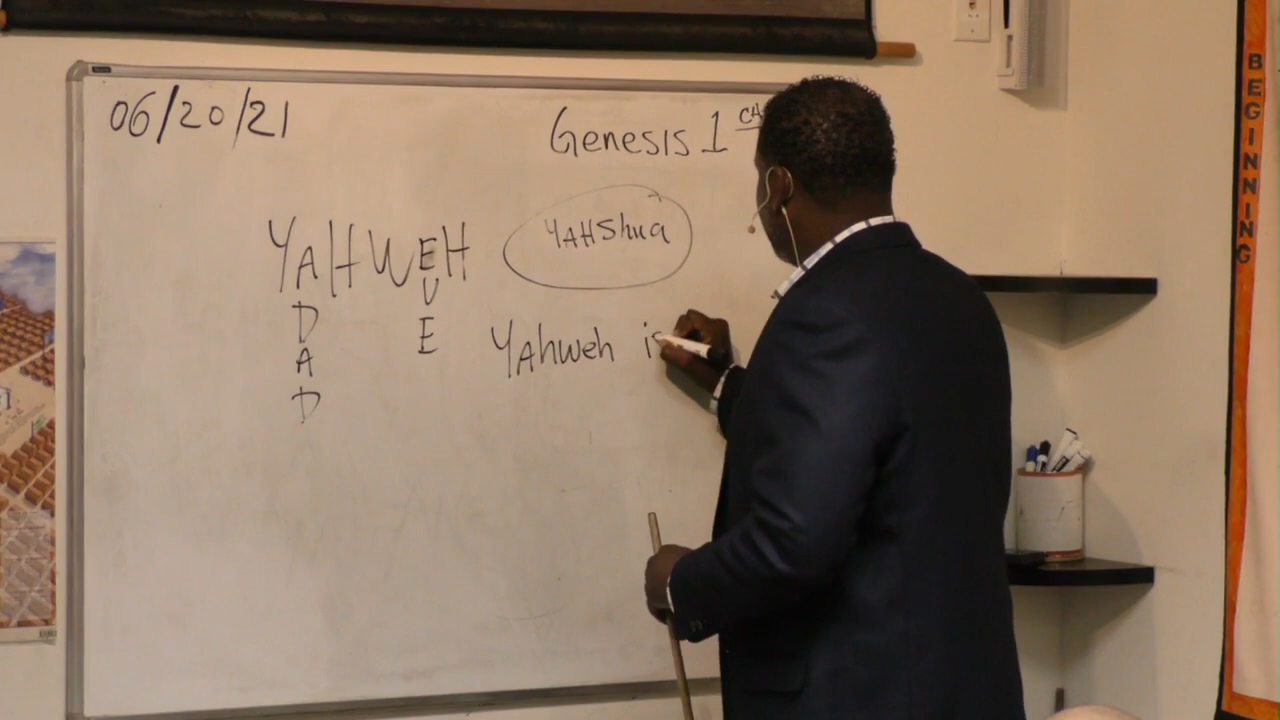 06/20/21
Genesis 1
YAHWEH
YAHShua
D
A
D
V
E
YAhweh is
BEGINNING